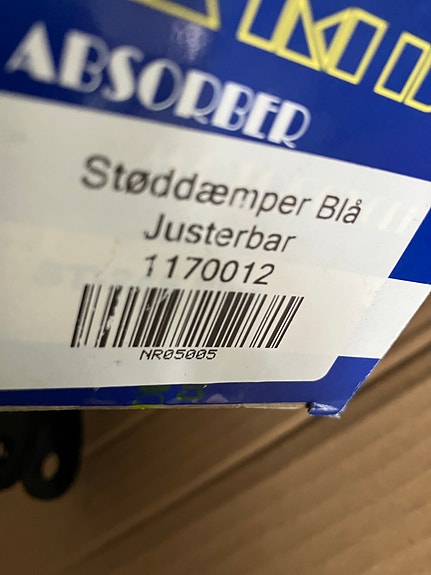 ABSORBER
Støddæmper Blå
Justerbar
1170012
NR05005